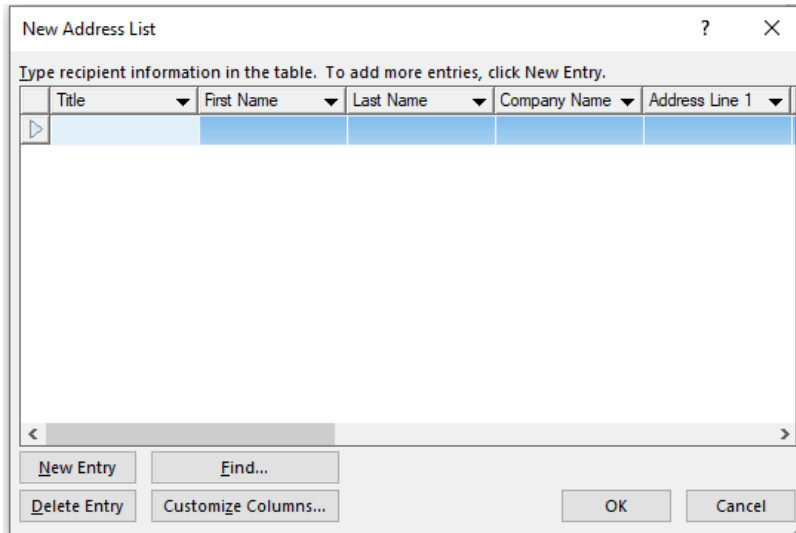 New Address List ?
Type recipient information in the table. To add more entries, click New Entry.
Title First Name Last Name Company Name Address Line 1
New Entry Find...
Delete Entry Customize Columns... OK Cancel